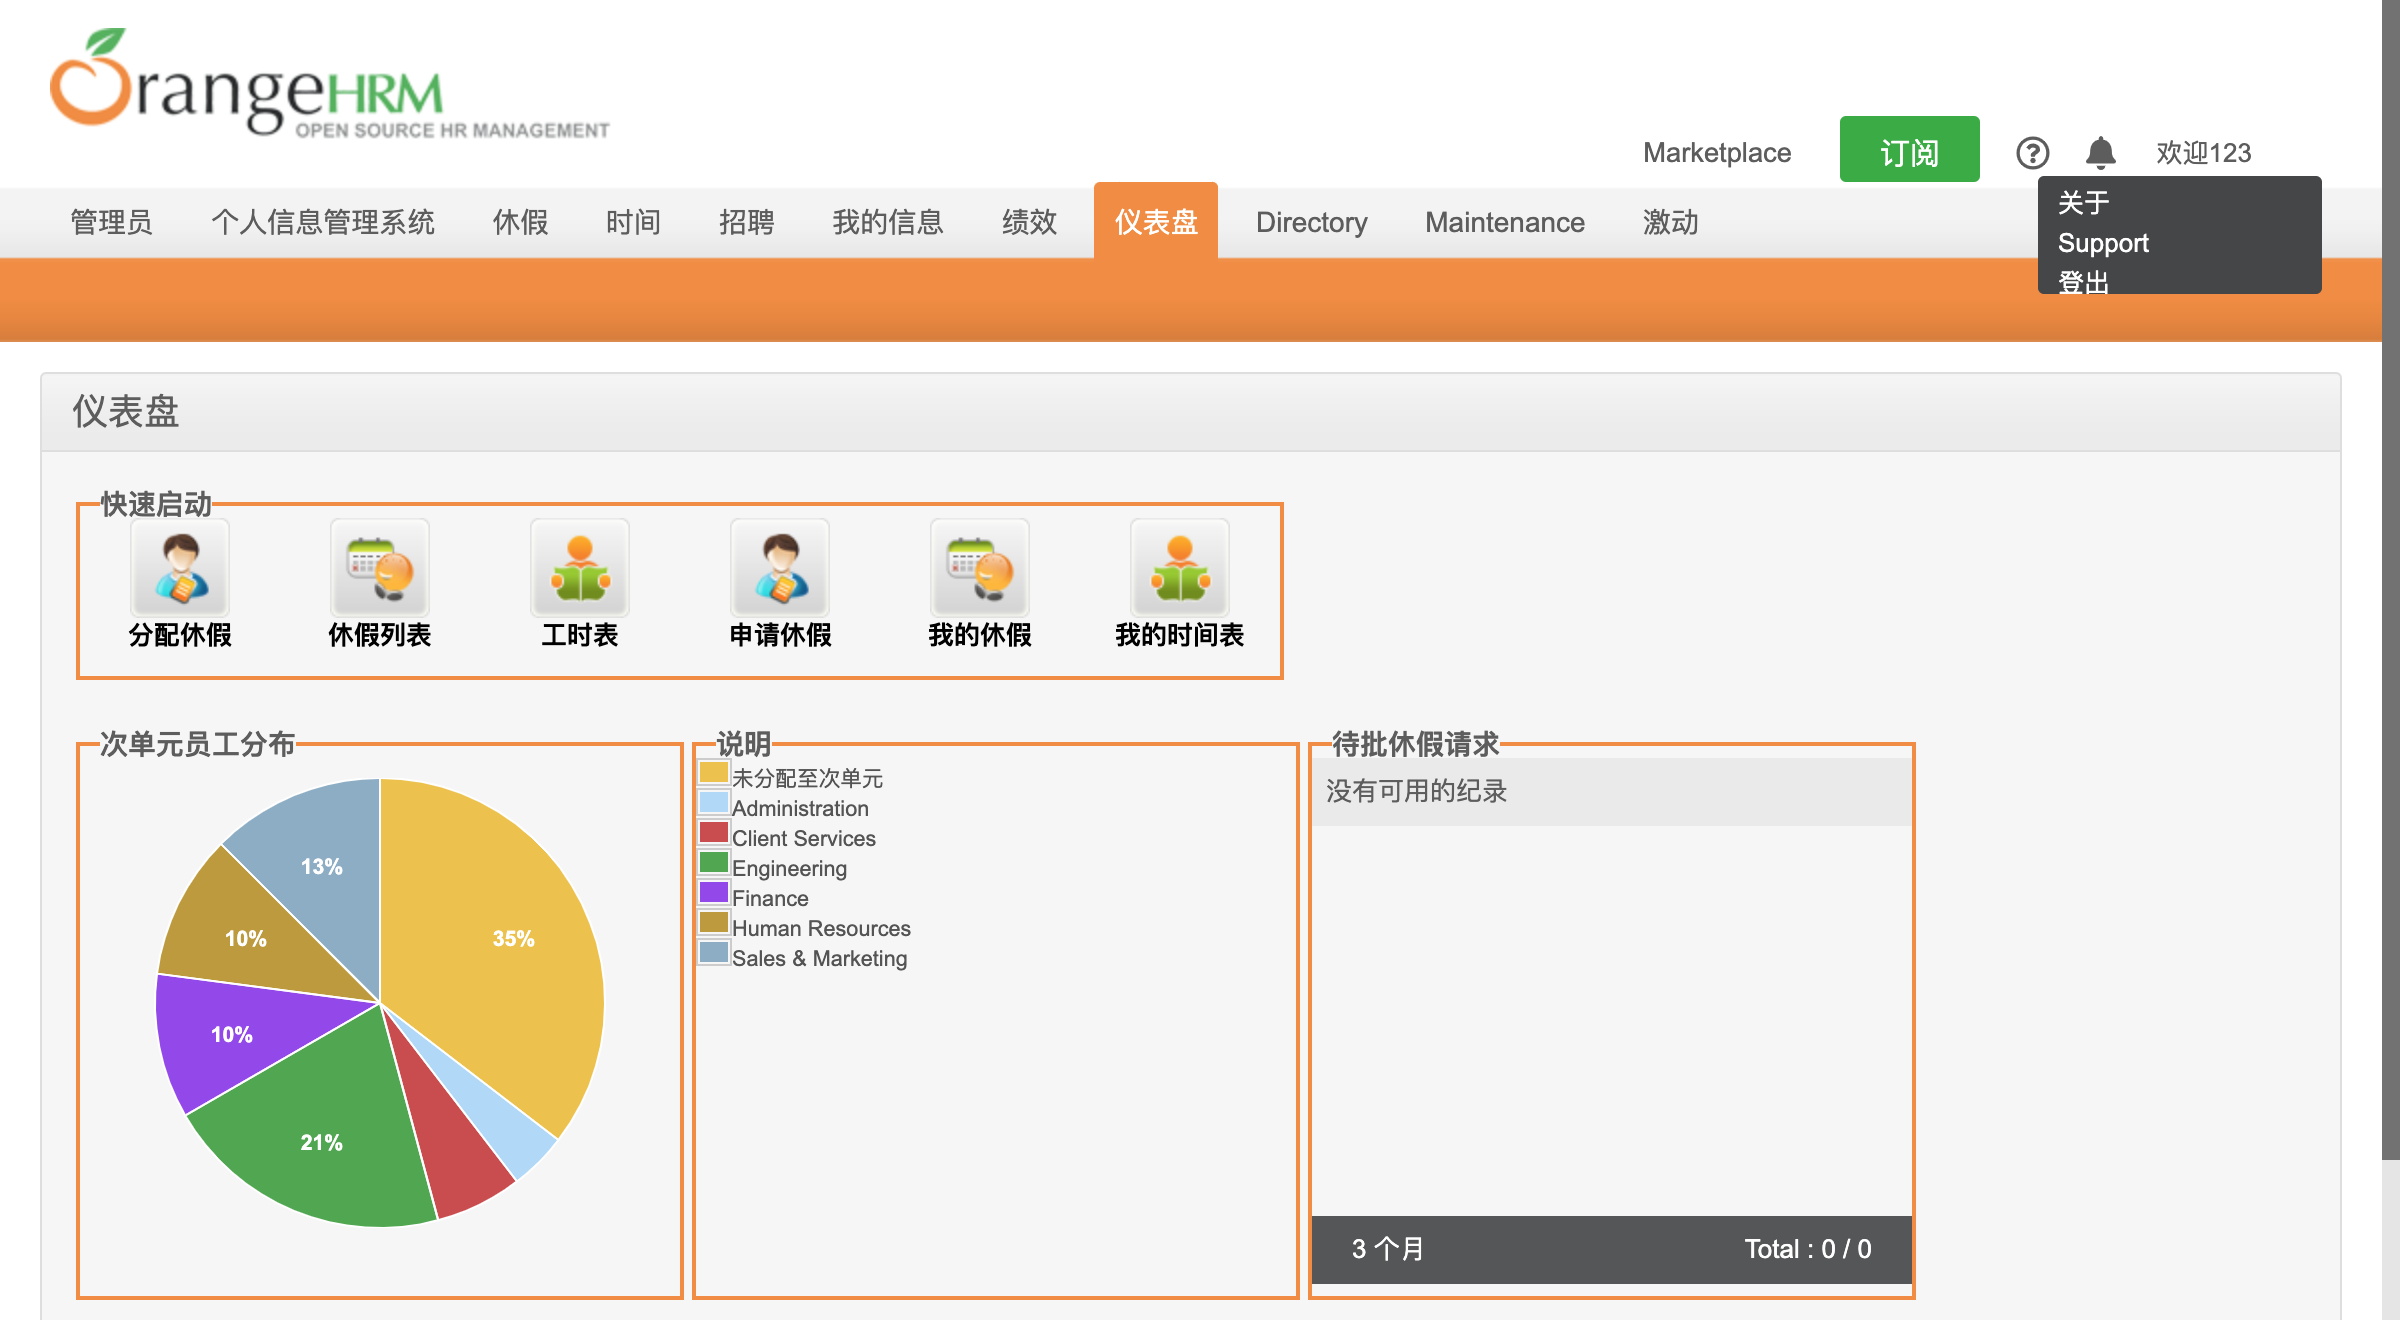 OrangeHRM
OPEN SOURCE HR MANAGEMENT
Marketplace
订阅
欢迎123
关于
Support
登出
管理员 个人信息管理系统 休假 时间 招聘 我的信息 绩效 仪表盘 Directory Maintenance 激动
仪表盘
快速启动
分配休假 休假列表 工时表 申请休假 我的休假 我的时间表
次单元员工分布
13%
35%
10%
10%
21%
说明
未分配至次单元
Administration
Client Services
Engineering
Finance
Human Resources
Sales & Marketing
待批休假请求
没有可用的纪录
3 个月 Total : 0 / 0